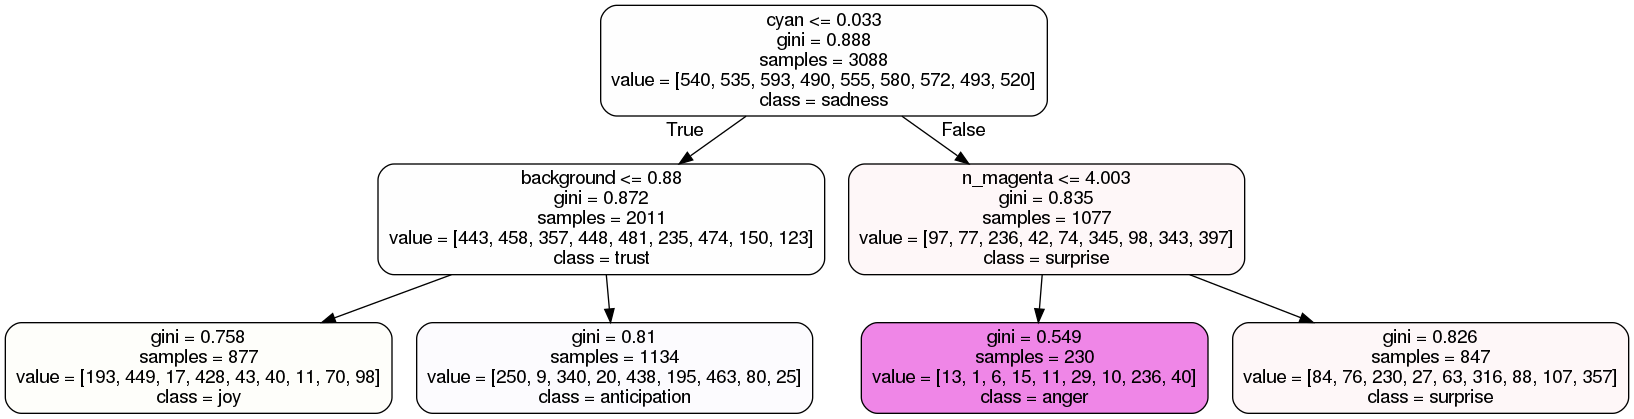 cyan <= 0.033
gini = 0.888
samples = 3088
value = [540, 535, 593, 490, 555, 580, 572, 493, 520]
class = sadness
True
False
background <= 0.88
gini = 0.872
samples = 2011
value = [443, 458, 357, 448, 481, 235, 474, 150, 123]
class = trust
n_magenta <= 4.003
gini = 0.835
samples = 1077
value = [97, 77, 236, 42, 74, 345, 98, 343, 397]
class = surprise
gini = 0.758
samples = 877
value = [193, 449, 17, 428, 43, 40, 11, 70, 98]
class = joy
gini = 0.81
samples = 1134
value = [250, 9, 340, 20, 438, 195, 463, 80, 25]
class = anticipation
gini = 0.549
samples = 230
value = [13, 1, 6, 15, 11, 29, 10, 236, 40]
class = anger
gini = 0.826
samples = 847
value = [84, 76, 230, 27, 63, 316, 88, 107, 357]
class = surprise